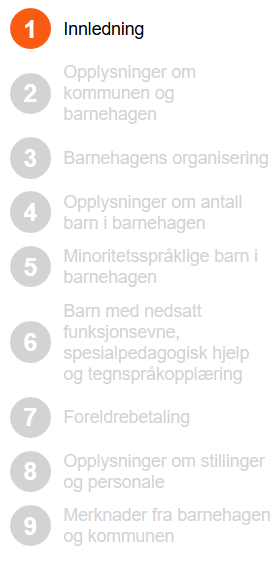 1 Innledning
2 Opplysninger om
kommunen og
barnehagen
3 Barnehagens organisering
4 Opplysninger om antall
barn i barnehagen
5 Minoritetsspråklige barn i
barnehagen
6 Barn med nedsatt
funksjonsevne,
spesialpedagogisk hjelp
og tegnspråkopplæring
7 Foreldrebetaling
8 Opplysninger om stillinger
og personale
9 Merknader fra barnehagen
og kommunen